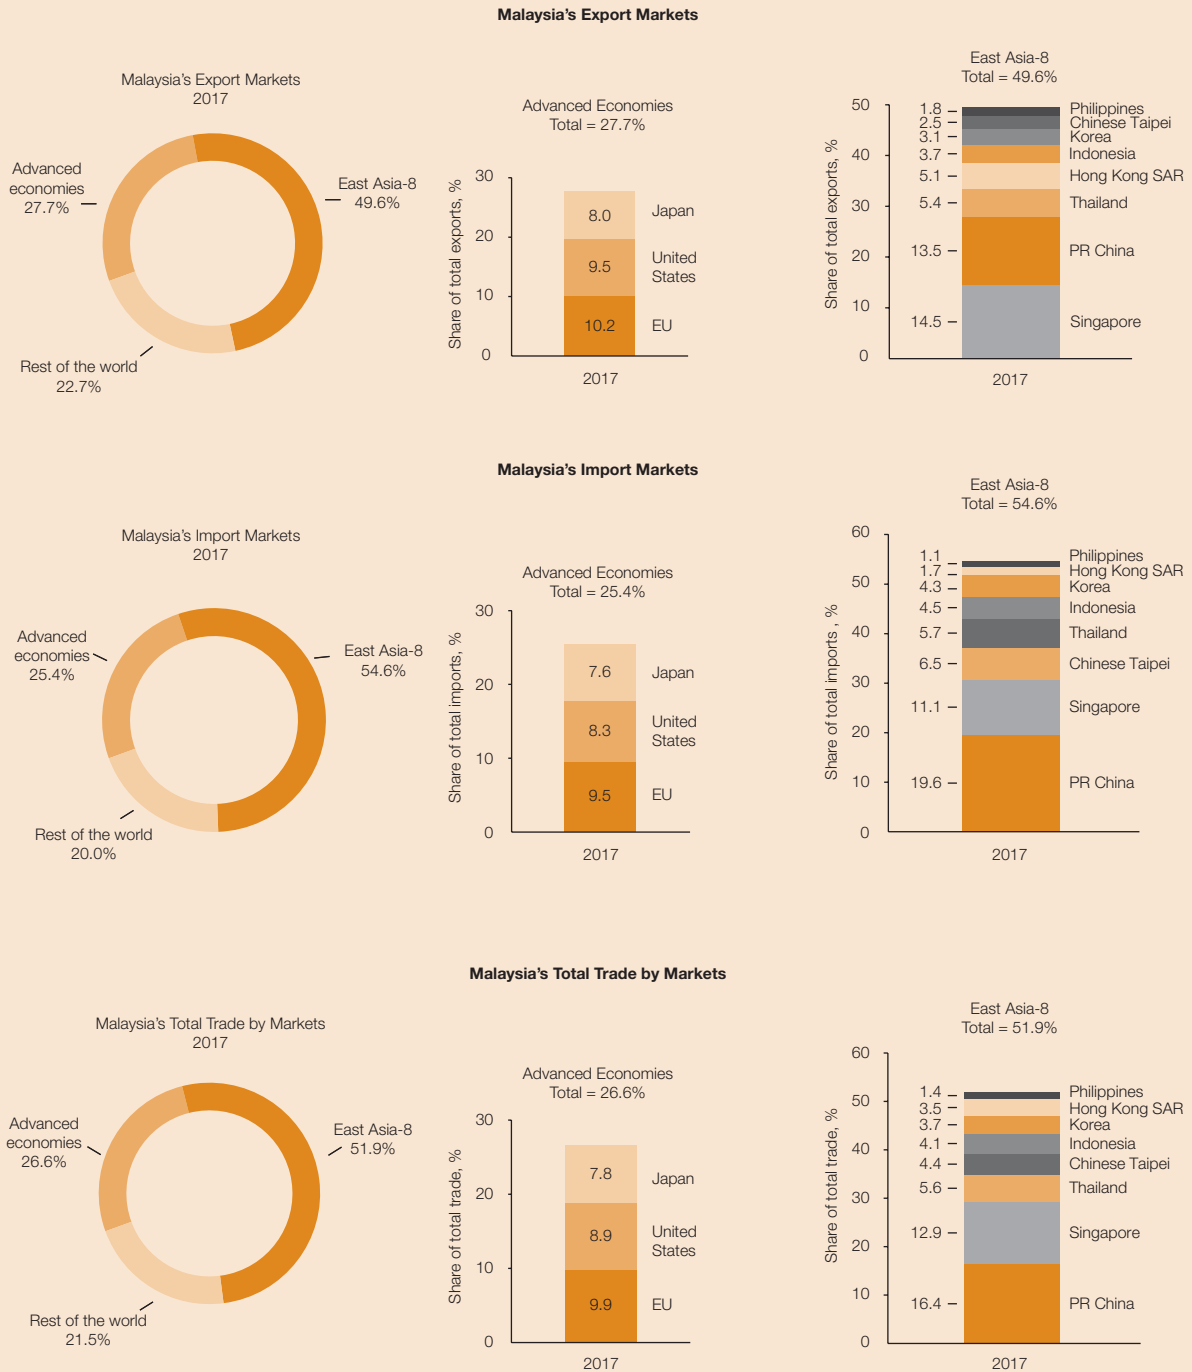 Malaysia's Export Markets
Malaysia's Export Markets
2017
Advanced
economies
27.7%
East Asia-8
49.6%
Rest of the world
22.7%
Advanced Economies
Total = 27.7%
Share of total exports, %
30
20
10
0
8.0
Japan
9.5
United
States
10.2
EU
2017
East Asia-8
Total = 49.6%
Share of total exports, %
50
40
30
20
10
0
1.8
Philippines
2.5
Chinese Taipei
3.1
Korea
3.7
Indonesia
5.1
Hong Kong SAR
5.4
Thailand
13.5
PR China
14.5
Singapore
2017
Malaysia's Import Markets
Malaysia's Import Markets
2017
Advanced
economies
25.4%
East Asia-8
54.6%
Rest of the world
20.0%
Advanced Economies
Total = 25.4%
Share of total imports, %
30
20
10
0
7.6
Japan
8.3
United
States
9.5
EU
2017
East Asia-8
Total = 54.6%
Share of total imports , %
60
50
40
30
20
10
0
1.1
Philippines
1.7
Hong Kong SAR
4.3
Korea
4.5
Indonesia
5.7
Thailand
6.5
Chinese Taipei
11.1
Singapore
19.6
PR China
2017
Malaysia's Total Trade by Markets
Malaysia's Total Trade by Markets
2017
Advanced
economies
26.6%
East Asia-8
51.9%
Rest of the world
21.5%
Advanced Economies
Total = 26.6%
Share of total trade, %
30
20
10
0
7.8
Japan
8.9
United
States
9.9
EU
2017
East Asia-8
Total = 51.9%
Share of total trade, %
60
50
40
30
20
10
0
1.4
Philippines
3.5
Hong Kong SAR
3.7
Korea
4.1
Indonesia
4.4
Chinese Taipei
5.6
Thailand
12.9
Singapore
16.4
PR China
2017